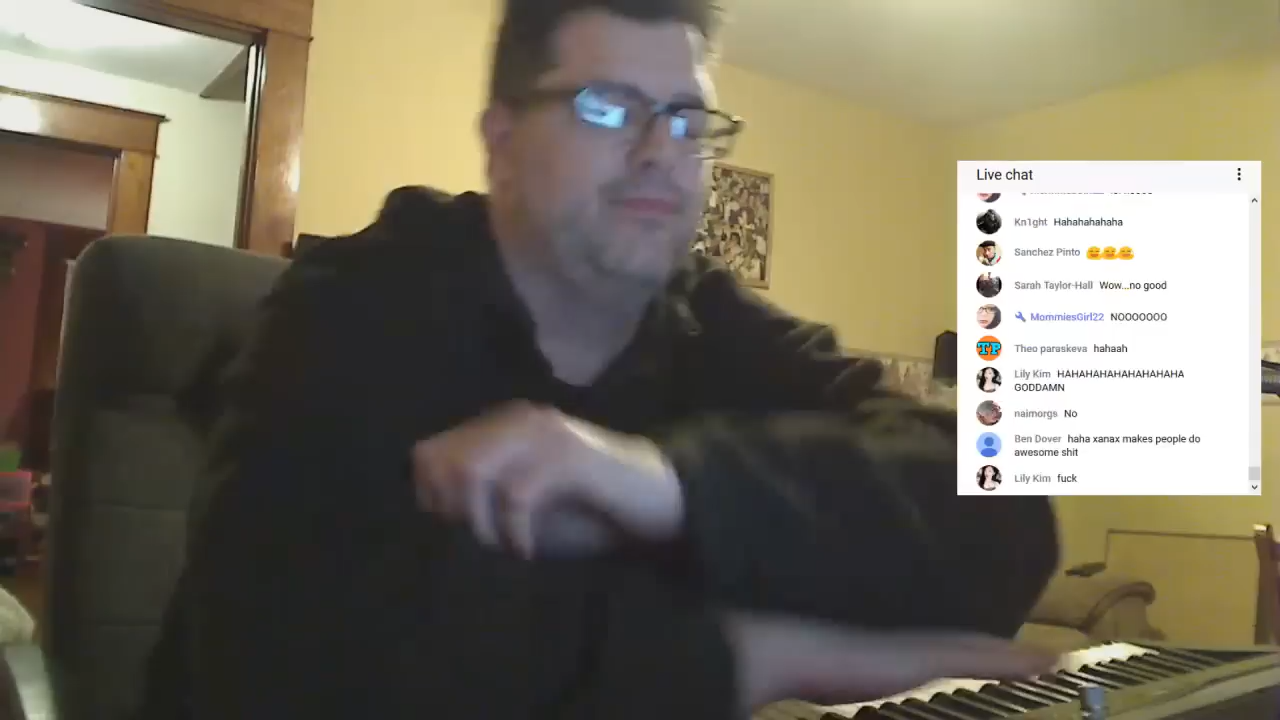 Live chat
Kn1ght Hahahahahaha
Sanchez Pinto
Sarah Taylor-Hall Wow...no good
MommiesGirl22 NOOOOOOO
TP
Theo paraskeva hahaah
Lily Kim HAHAHAHAHAHAHAHA
GODDAMN
naimorgs No
Ben Dover haha xanax makes people do
awesome shit
Lily Kim fuck